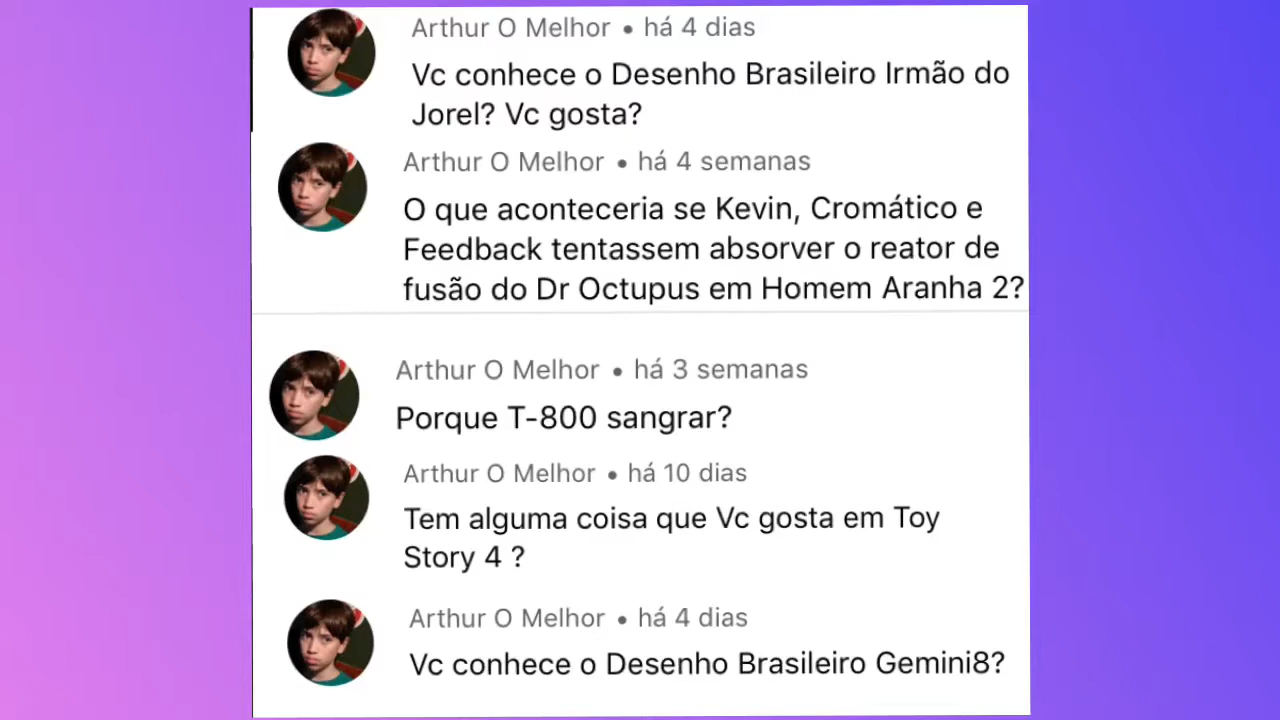 Arthur O Melhor • há 4 dias
Vc conhece o Desenho Brasileiro Irmão do
Jorel? Vc gosta?
Arthur O Melhor • há 4 semanas
O que aconteceria se Kevin, Cromático e
Feedback tentassem absorver o reator de
fusão do Dr Octupus em Homem Aranha 2?
Arthur O Melhor • há 3 semanas
Porque T-800 sangrar?
Arthur O Melhor • há 10 dias
Tem alguma coisa que Vc gosta em Toy
Story 4 ?
Arthur O Melhor • há 4 dias
Vc conhece o Desenho Brasileiro Gemini8?